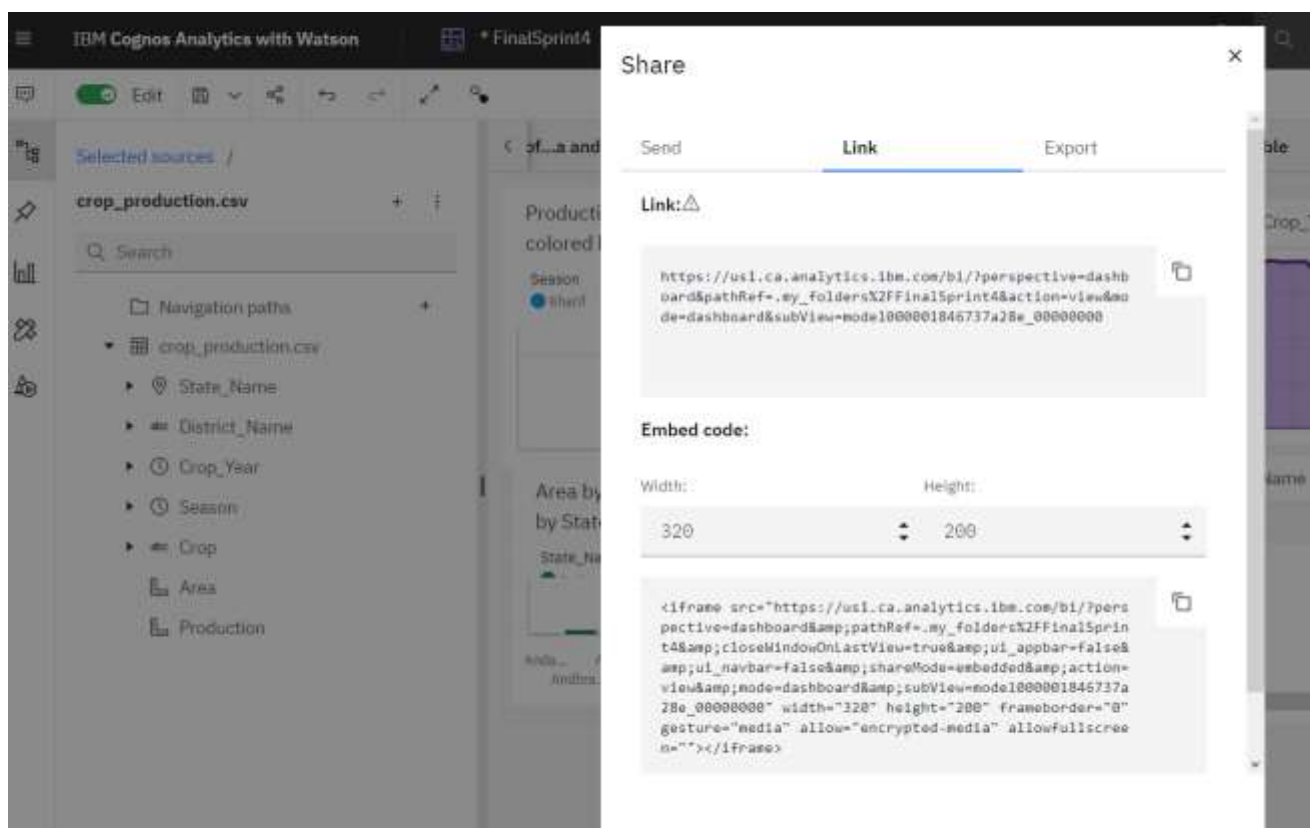 IBM Cognos Analytics with Watson
* FinalSprint4
Edit
Selected sources /
crop_production.csv
Search
Navigation paths
crop_production.csv
State_Name
District_Name
Crop_Year
Season
Crop
Area
Production
of...a and
Producti
colored
Season
Kharif
Area by
by State
State_Na
Andhra
Share
Send
Link
Export
Link:
https://us1.ca.analytics.ibm.com/bi/?perspective=dashb
oard&pathRef=.my_folders%2FFinalSprint4&action=view&mo
de=dashboard&subView=model000001846737a28e_00000000
Embed code:
Width:
Height:
320
200
<iframe src="https://us1.ca.analytics.ibm.com/bi/?pers
pective=dashboard&amp;pathRef=.my_folders%2FFinalSprin
t4&amp;closeWindowOnLastView=true&amp;ui_appbar=false&
amp;ui_navbar=false&amp;shareMode=embedded&amp;action=
view&amp;mode=dashboard&amp;subView=model000001846737a
28e_00000000" width="320" height="200" frameborder="0"
gesture="media" allow="encrypted-media" allowfullscree
n=""></iframe>
ble
Crop_
Name